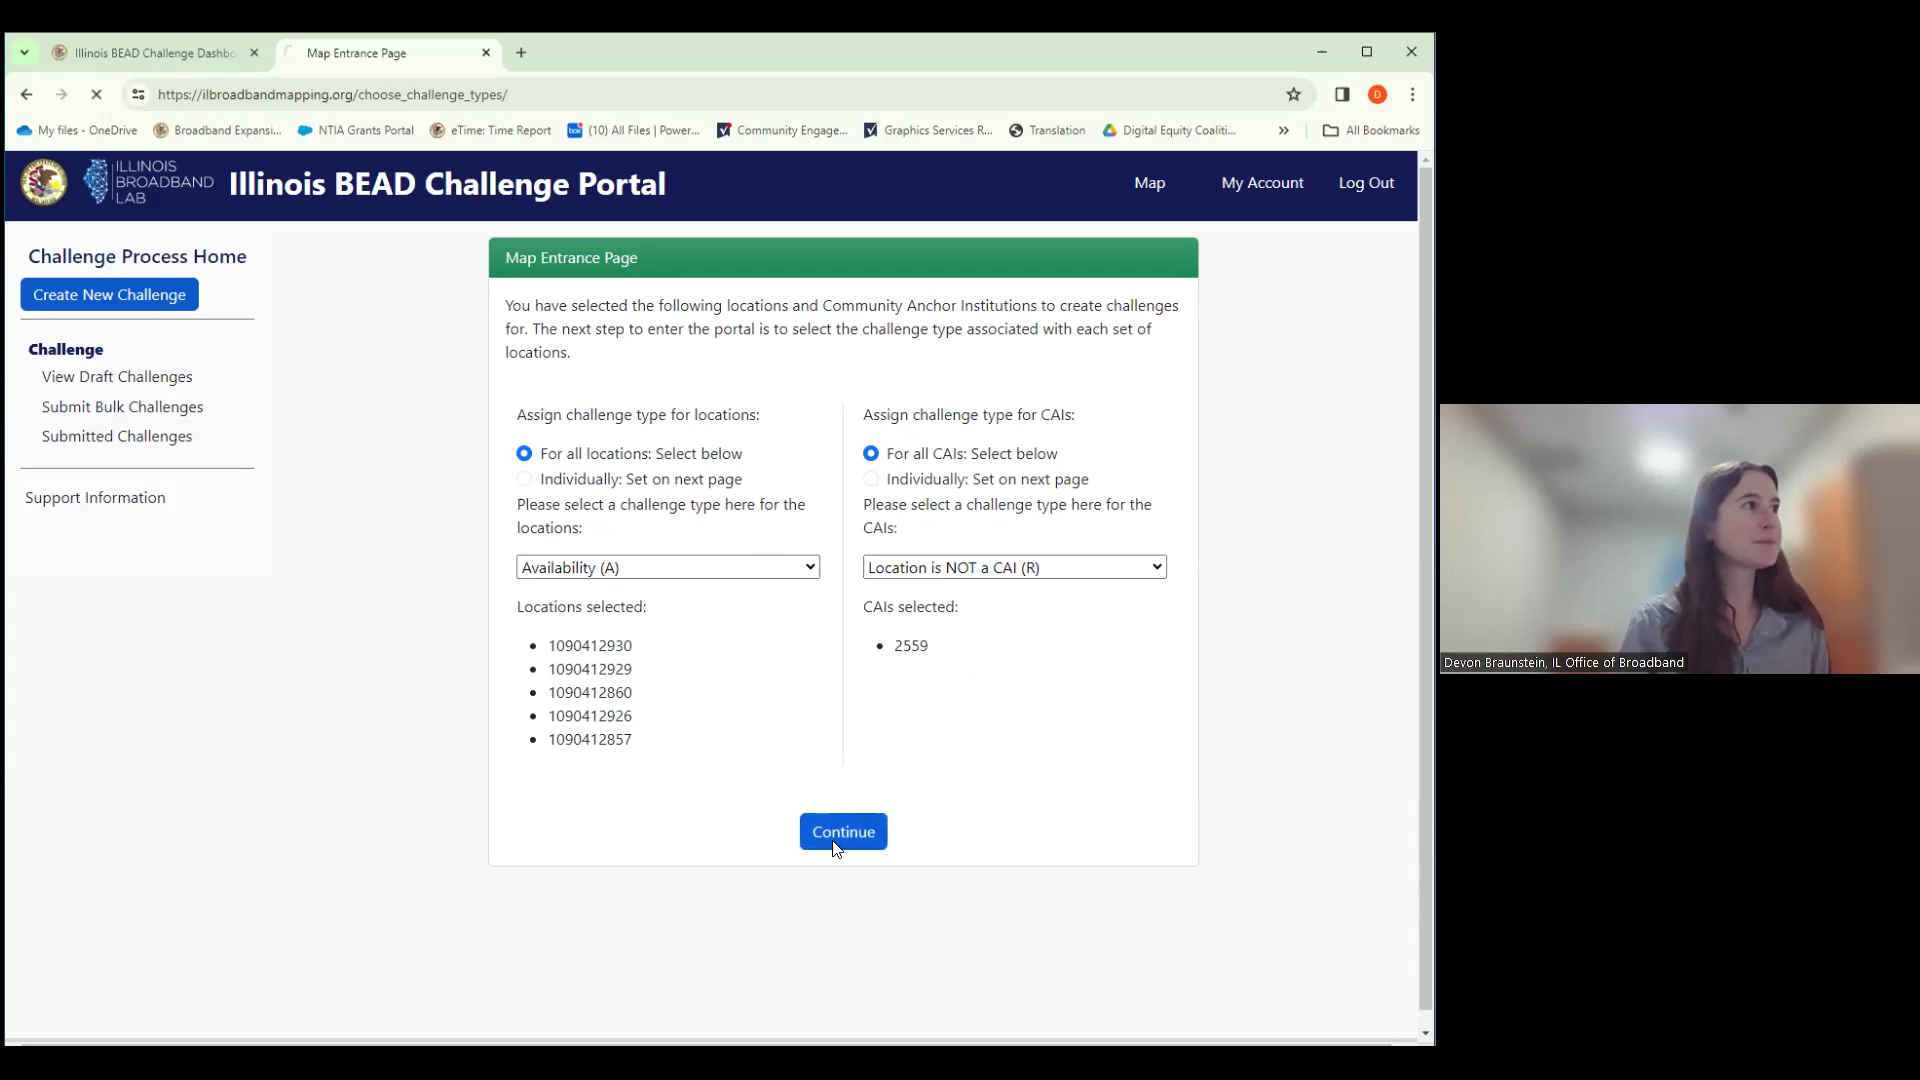 Illinois BEAD Challenge Dashbo
Map Entrance Page
https://ilbroadbandmapping.org/choose_challenge_types/
D
My files - OneDrive
Broadband Expansi...
NTIA Grants Portal
eTime: Time Report
box
(10) All Files | Power...
Community Engage...
Graphics Services R...
Translation
Digital Equity Coaliti...
All Bookmarks
ILLINOIS
BROADBAND
LAB
Illinois BEAD Challenge Portal
Map
My Account
Log Out
Challenge Process Home
Create New Challenge
Challenge
View Draft Challenges
Submit Bulk Challenges
Submitted Challenges
Support Information
Map Entrance Page
You have selected the following locations and Community Anchor Institutions to create challenges
for. The next step to enter the portal is to select the challenge type associated with each set of
locations.
Assign challenge type for locations:
For all locations: Select below
Individually: Set on next page
Please select a challenge type here for the
locations:
Availability (A)
Locations selected:
1090412930
1090412929
1090412860
1090412926
1090412857
Assign challenge type for CAIs:
For all CAIs: Select below
Individually: Set on next page
Please select a challenge type here for the
CAIs:
Location is NOT a CAI (R)
CAIs selected:
2559
Continue
Devon Braunstein, IL Office of Broadband